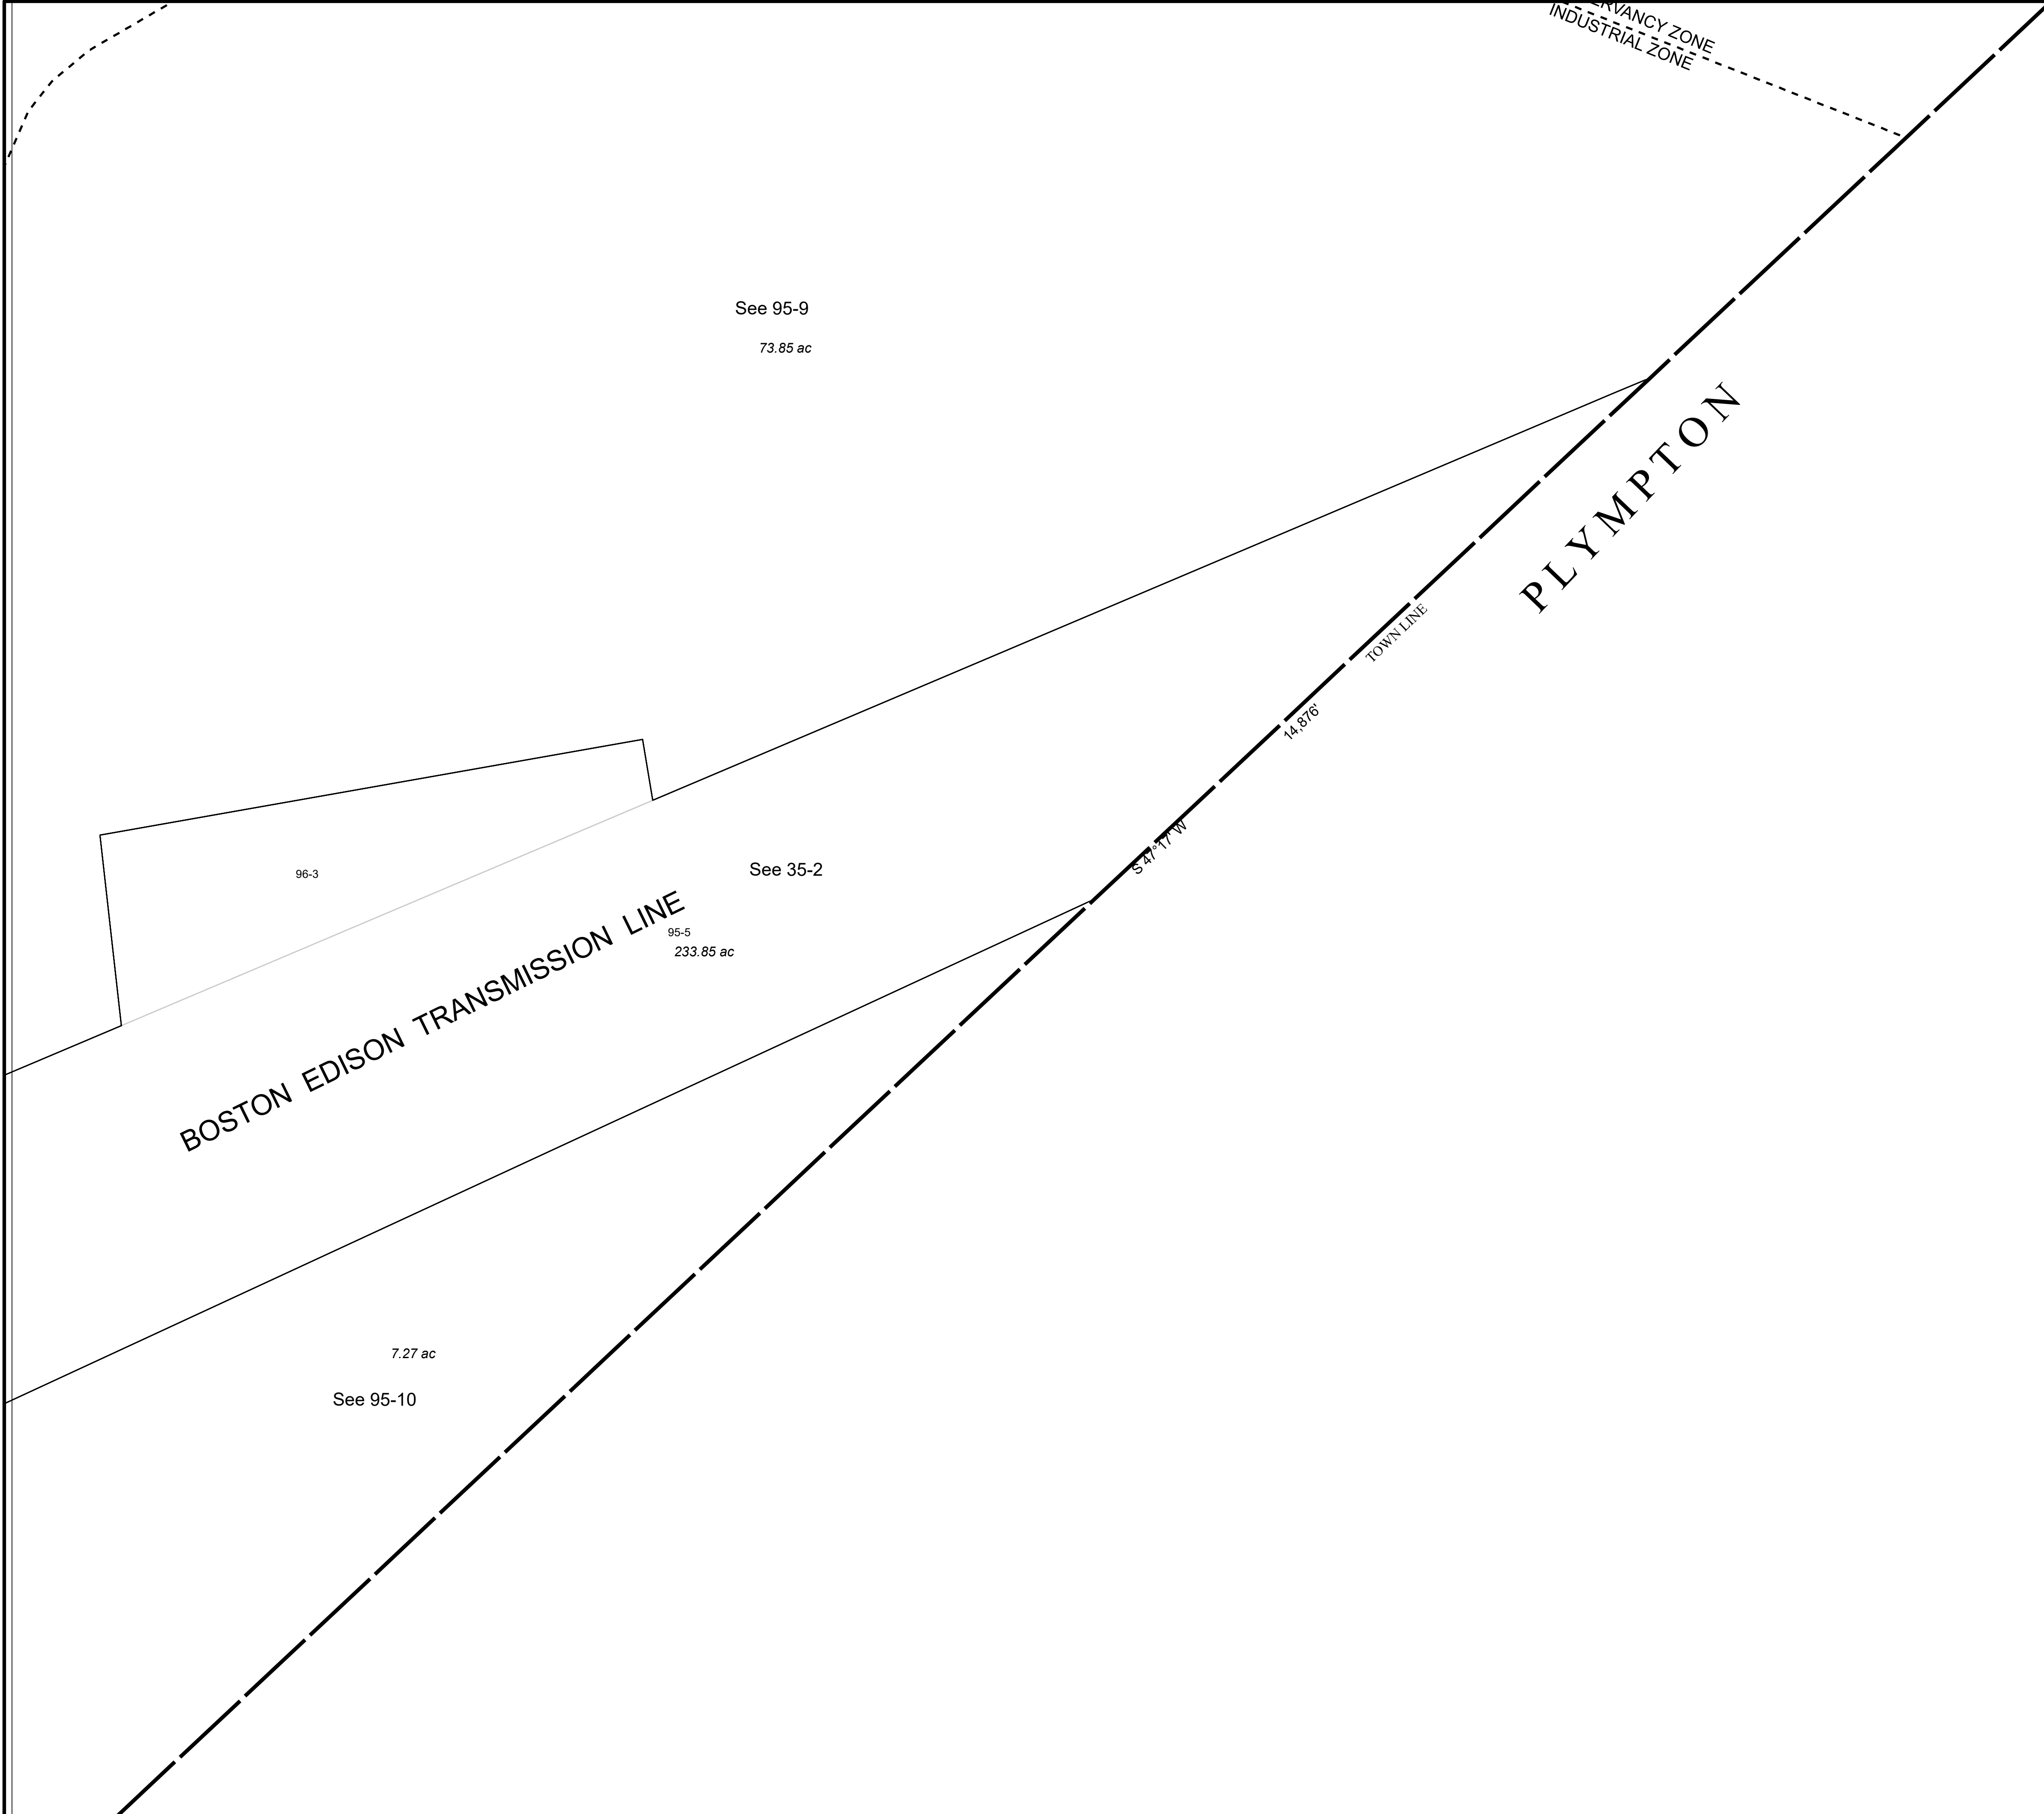 ZONE
INDUSTRIAL ZONE
See 95-9
73.85 ac
PLYMPTON
TOWN LINE
14,876'
S 47°17' W
96-3
See 35-2
95-5
233.85 ac
BOSTON EDISON TRANSMISSION LINE
7.27 ac
See 95-10